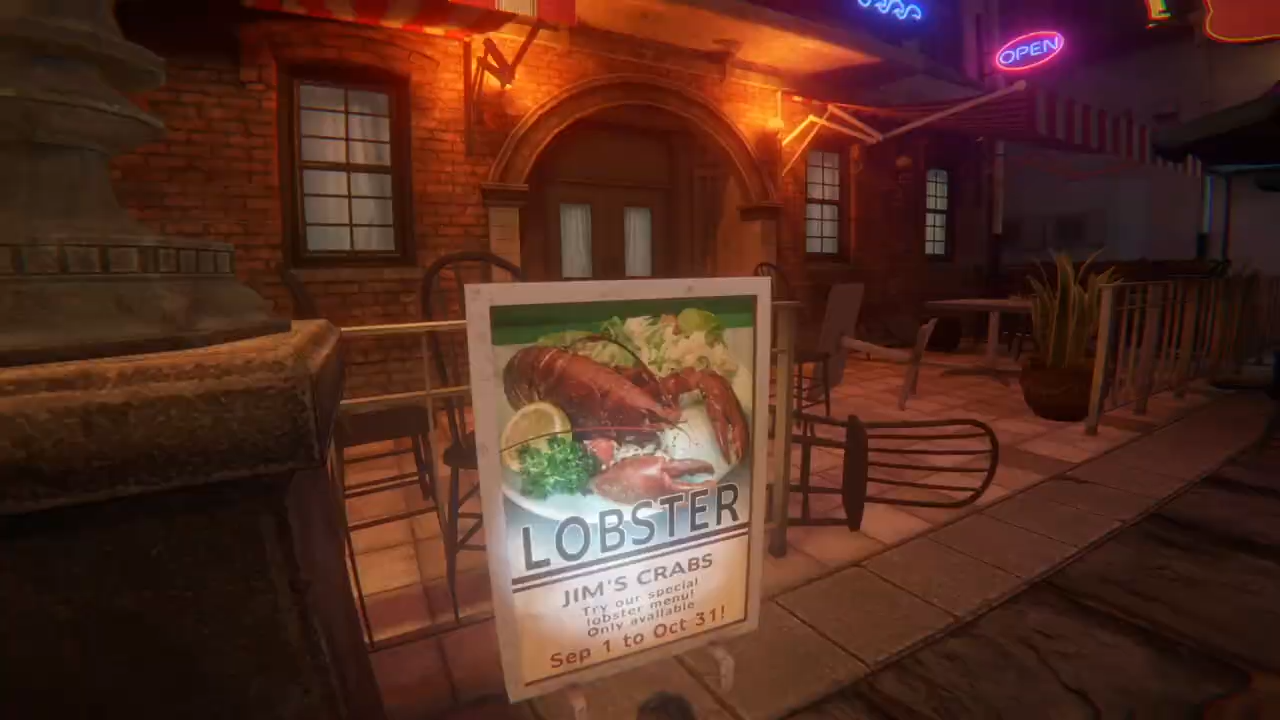 OPEN
LOBSTER
JIM'S CRABS
Try our special
lobster menu!
Only available
Sep 1 to Oct 31!